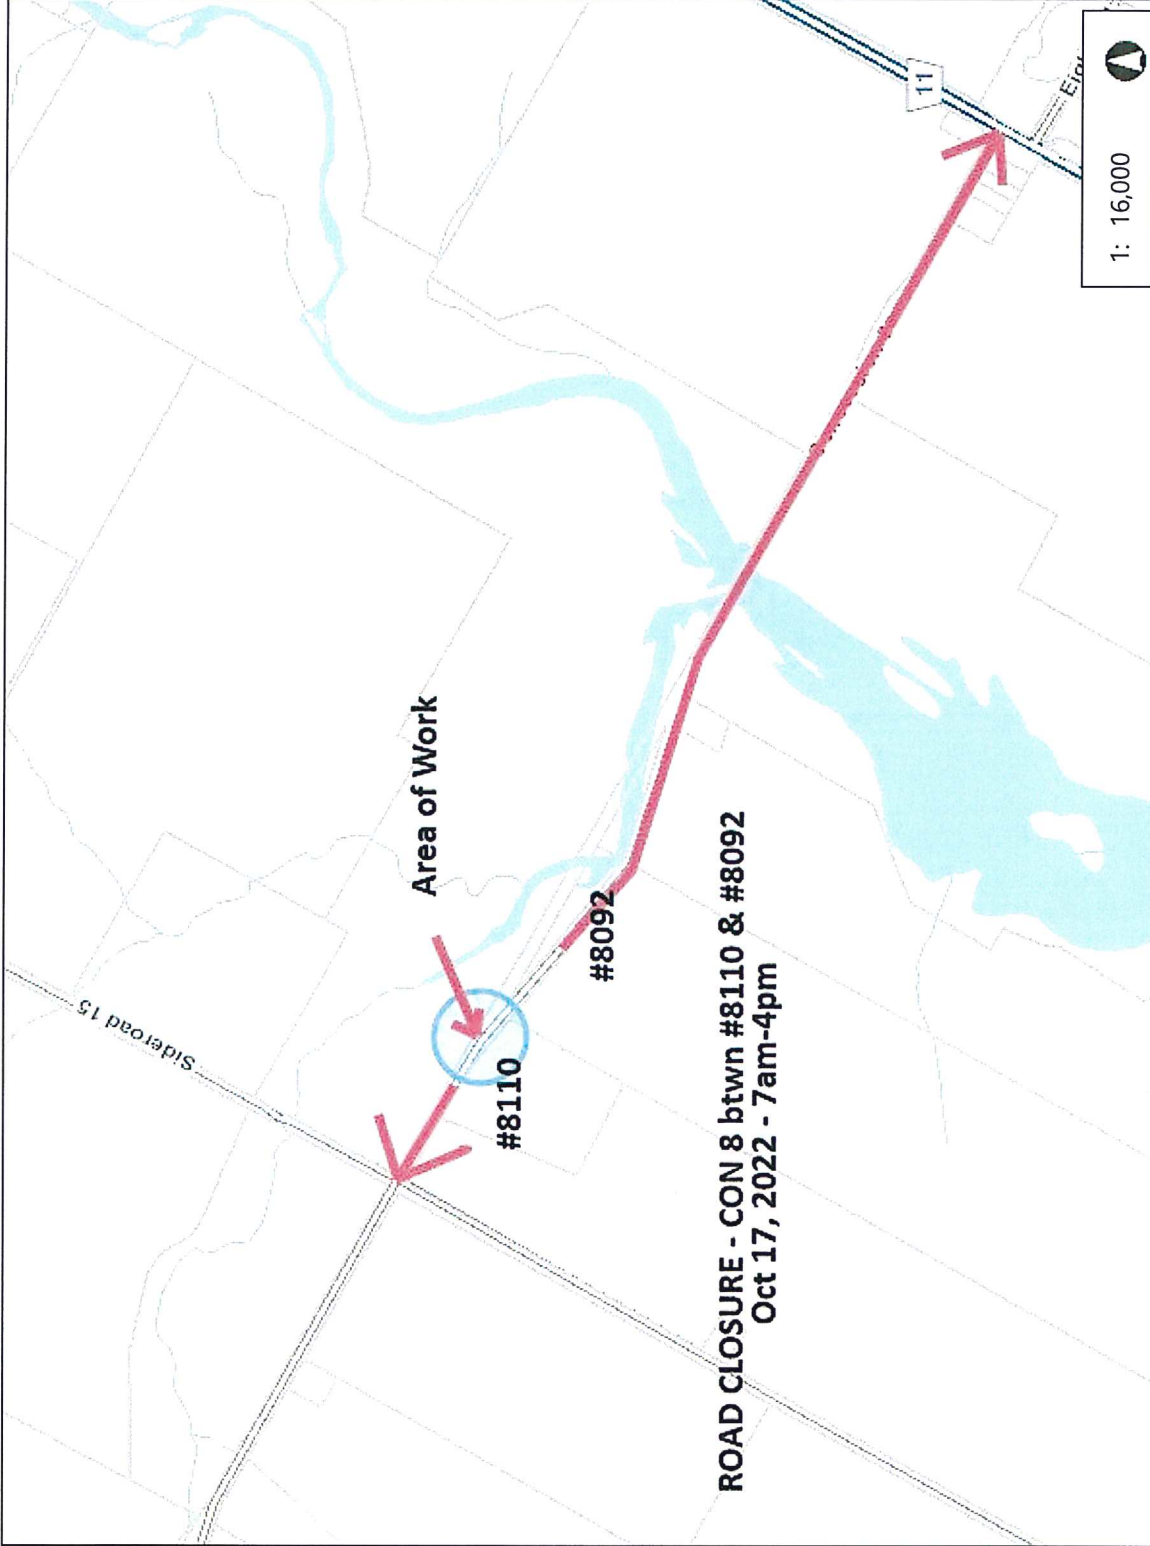 Sideroad 15
Area of Work
#8110
#8092
ROAD CLOSURE - CON 8 btwn #8110 & #8092
Oct 17, 2022 - 7am-4pm
11
1: 16,000